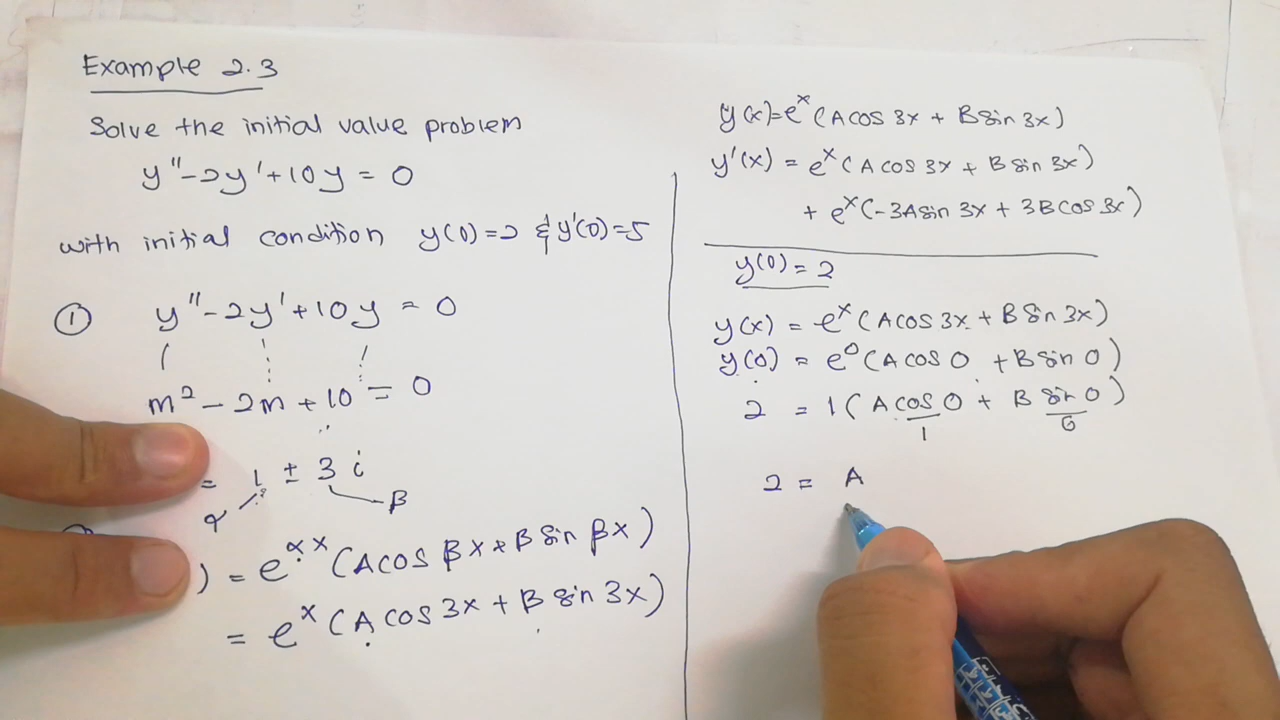 Example 2.3
Solve the initial value problem
y'' - 2y' + 10y = 0
with initial condition y(0)=2 & y'(0)=5
① y'' - 2y' + 10y = 0
m² - 2m + 10 = 0
= 1 ± 3i
α β
) = e^αx (A cos βx + B sin βx)
= e^x (A cos 3x + B sin 3x)
y(x) = e^x (A cos 3x + B sin 3x)
y'(x) = e^x (A cos 3x + B sin 3x)
+ e^x (-3A sin 3x + 3B cos 3x)
y(0) = 2
y(x) = e^x (A cos 3x + B sin 3x)
y(0) = e^0 (A cos 0 + B sin 0)
2 = 1 (A cos 0 + B sin 0)
1 0
2 = A